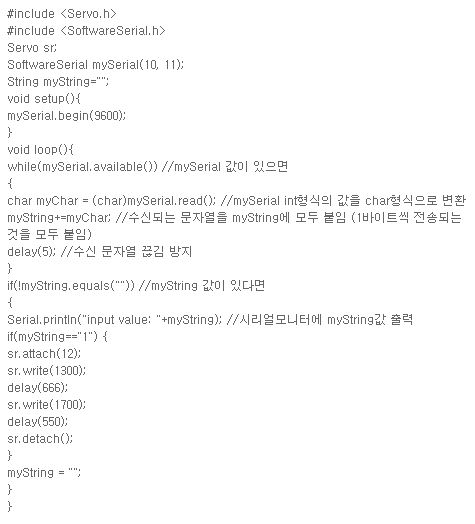 #include <Servo.h>
#include <SoftwareSerial.h>
Servo sr;
SoftwareSerial mySerial(10, 11);
String myString="";
void setup(){
mySerial.begin(9600);
}
void loop(){
while(mySerial.available()) //mySerial 값이 있으면
{
char myChar = (char)mySerial.read(); //mySerial int형식의 값을 char형식으로 변환
myString+=myChar; //수신되는 문자열을 myString에 모두 붙임 (1바이트씩 전송되는
것을 모두 붙임)
delay(5); //수신 문자열 끊김 방지
}
if(!myString.equals("")) //myString 값이 있다면
{
Serial.println("input value: "+myString); //시리얼모니터에 myString값 출력
if(myString=="1") {
sr.attach(12);
sr.write(1300);
delay(666);
sr.write(1700);
delay(550);
sr.detach();
}
myString = "";
}
}